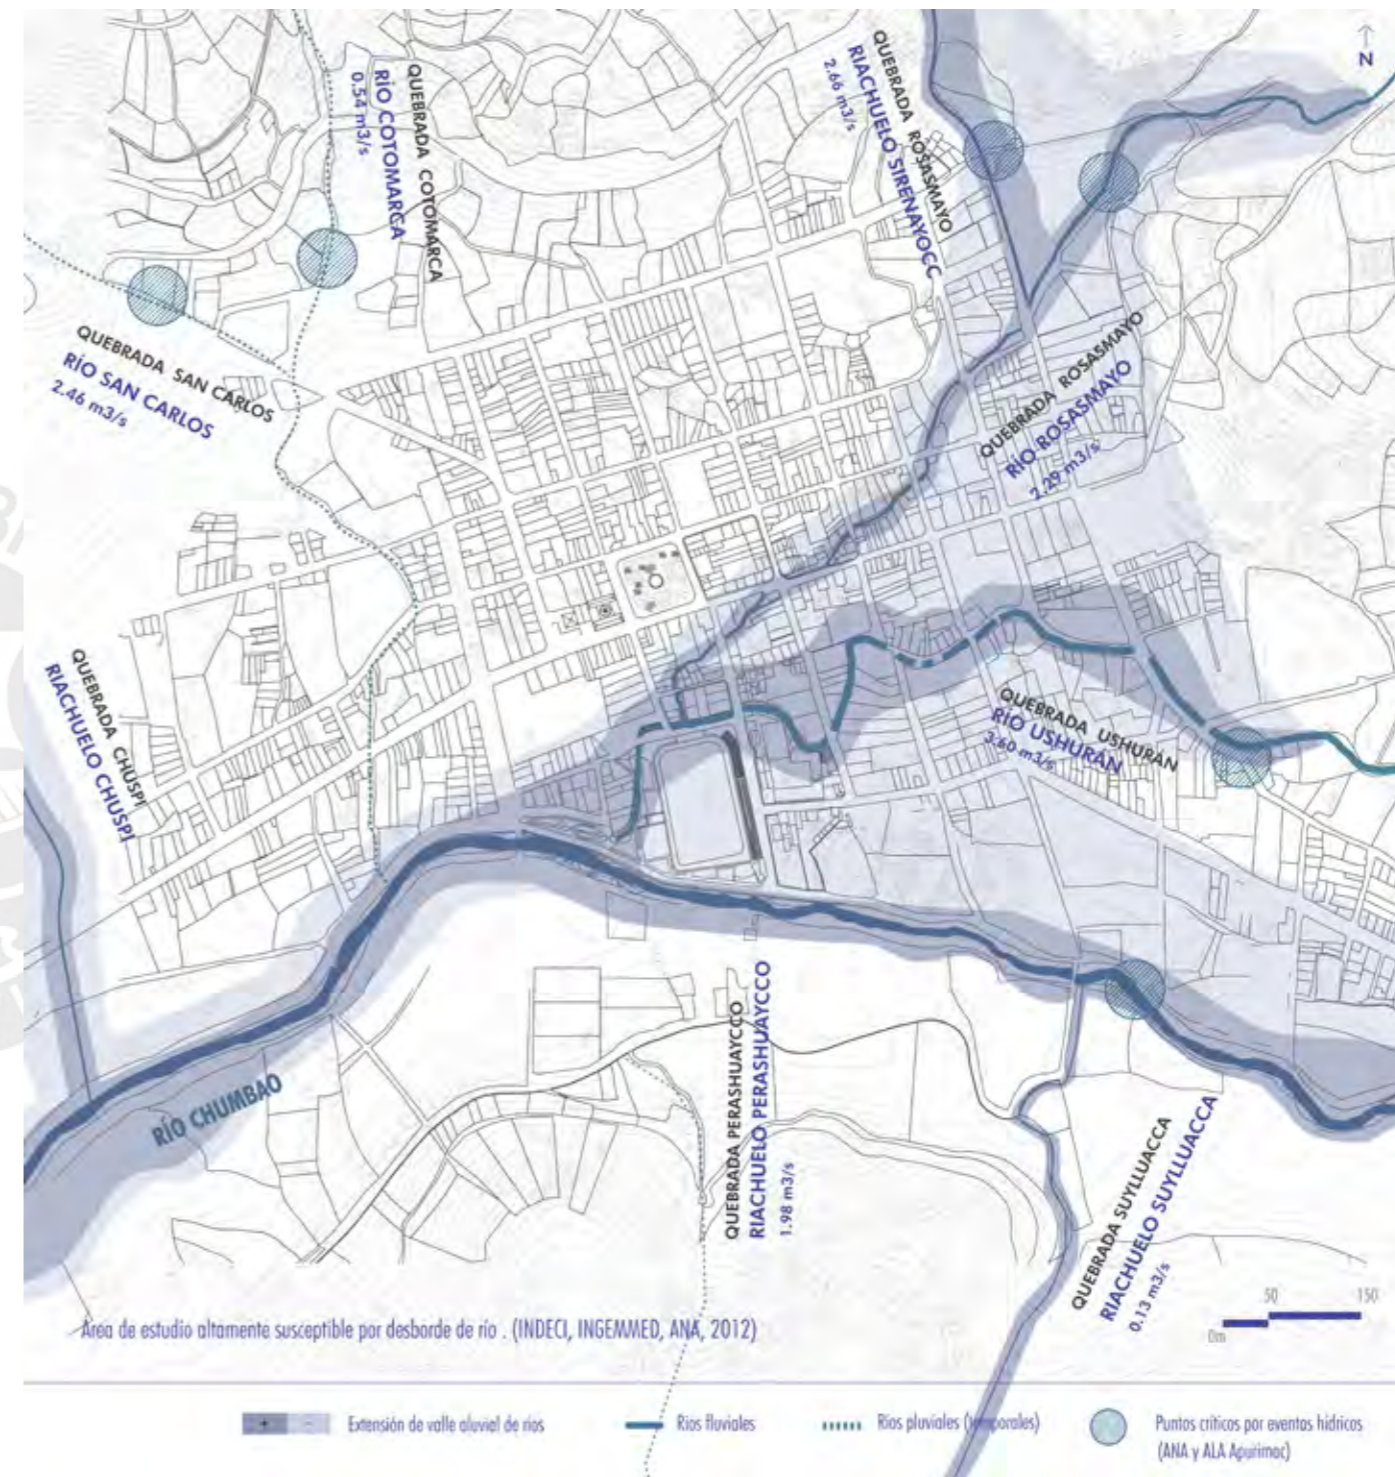 N
QUEBRADA COTOMARCA
RÍO COTOMARCA
0.54 m3/s
QUEBRADA ROSASMAYO
RIACHUELO SIRENAYOCC
2.66 m3/s
QUEBRADA SAN CARLOS
RÍO SAN CARLOS
2.46 m3/s
QUEBRADA ROSASMAYO
RÍO ROSASMAYO
2.29 m3/s
QUEBRADA CHUSPI
RIACHUELO CHUSPI
QUEBRADA USHURÁN
RÍO USHURÁN
3.60 m3/s
RÍO CHUMBAO
QUEBRADA PERASHUAYCCO
RIACHUELO PERASHUAYCCO
1.98 m3/s
QUEBRADA SUYLLUACCA
RIACHUELO SUYLLUACCA
0.13 m3/s
50 150
0m
Área de estudio altamente susceptible por desborde de río . (INDECI, INGEMMED, ANA, 2012)
+ -
Extensión de valle aluvial de ríos
Ríos fluviales
Ríos pluviales (temporales)
Puntos críticos por eventos hídricos
(ANA y ALA Apurimac)